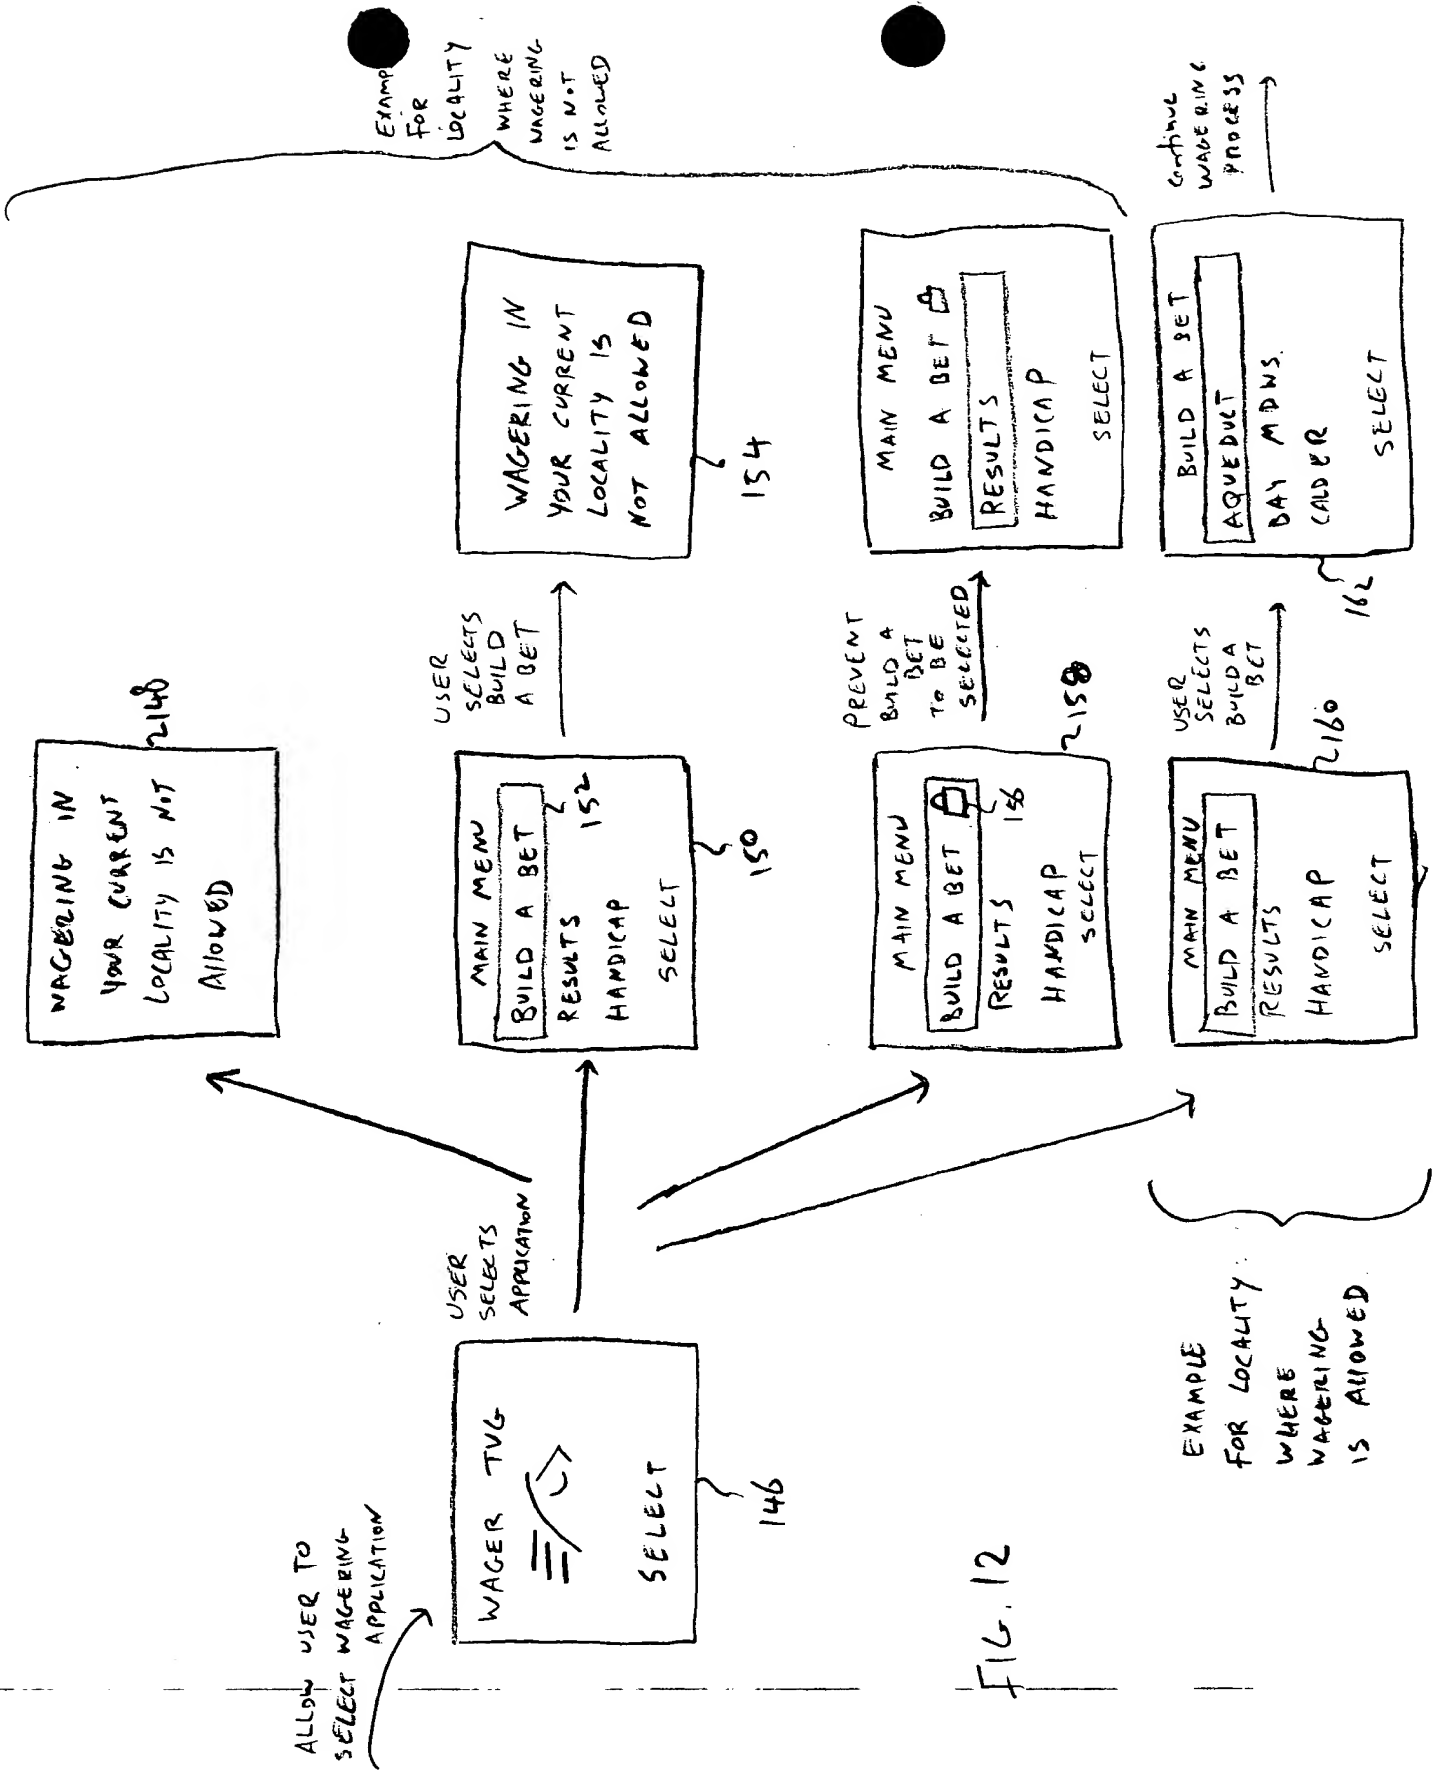 ALLOW USER TO
SELECT WAGERING
APPLICATION
WAGER TVG
SELECT
146
USER
SELECTS
APPLICATION
WAGERING IN
YOUR CURRENT
LOCALITY IS NOT
ALLOWED
148
MAIN MENU
BUILD A BET
RESULTS
HANDICAP
SELECT
152
150
USER
SELECTS
BUILD
A BET
WAGERING IN
YOUR CURRENT
LOCALITY IS
NOT ALLOWED
154
EXAMP
FOR
LOCALITY
WHERE
WAGERING
IS NOT
ALLOWED
MAIN MENU
BUILD A BET
RESULTS
HANDICAP
SELECT
156
158
PREVENT
BUILD A
BET
TO BE
SELECTED
MAIN MENU
BUILD A BET
RESULTS
HANDICAP
SELECT
EXAMPLE
FOR LOCALITY
WHERE
WAGERING
IS ALLOWED
MAIN MENU
BUILD A BET
RESULTS
HANDICAP
SELECT
160
USER
SELECTS
BUILD A
BET
BUILD A BET
AQUEDUCT
BAY MDWS.
CALDER
SELECT
162
Continue
WAGERING
PROCESS
FIG. 12